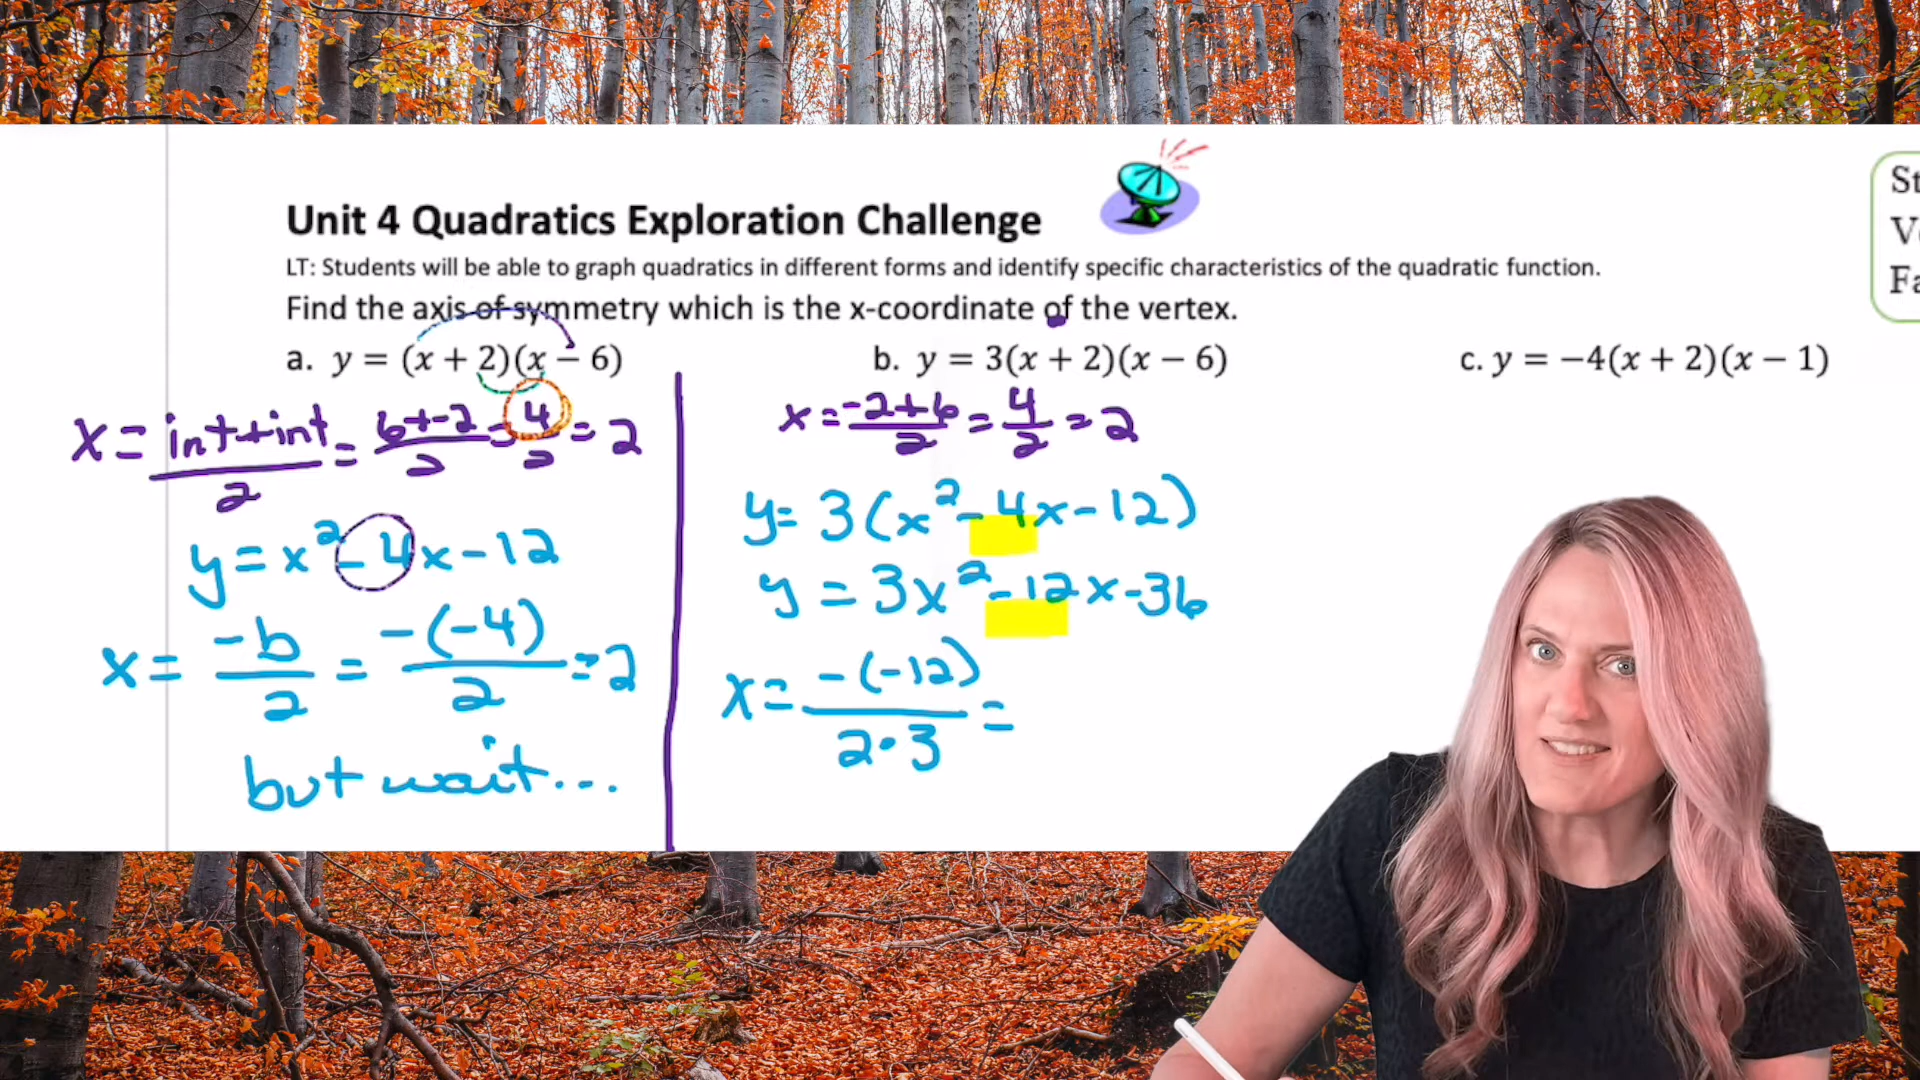 Unit 4 Quadratics Exploration Challenge
LT: Students will be able to graph quadratics in different forms and identify specific characteristics of the quadratic function.
Find the axis of symmetry which is the x-coordinate of the vertex.
a. y = (x + 2)(x − 6)
x = int+int/2 = 6+-2/2 = 4/2 = 2
y = x² - 4x - 12
x = -b/2 = -(-4)/2 = 2
but wait...
b. y = 3(x + 2)(x − 6)
x = -2+6/2 = 4/2 = 2
y = 3(x² - 4x - 12)
y = 3x² - 12x - 36
x = -(-12)/2·3 =
c. y = −4(x + 2)(x − 1)